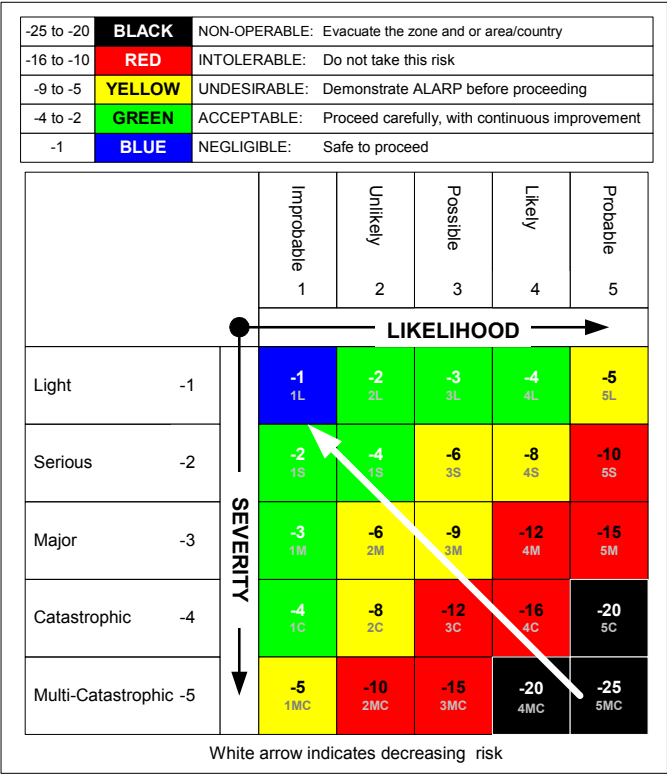 -25 to -20 BLACK NON-OPERABLE: Evacuate the zone and or area/country
-16 to -10 RED INTOLERABLE: Do not take this risk
-9 to -5 YELLOW UNDESIRABLE: Demonstrate ALARP before proceeding
-4 to -2 GREEN ACCEPTABLE: Proceed carefully, with continuous improvement
-1 BLUE NEGLIGIBLE: Safe to proceed
Improbable Unlikely Possible Likely Probable
1 2 3 4 5
LIKELIHOOD
SEVERITY
Light -1 -1 -2 -3 -4 -5
1L 2L 3L 4L 5L
Serious -2 -2 -4 -6 -8 -10
1S 1S 3S 4S 5S
Major -3 -3 -6 -9 -12 -15
1M 2M 3M 4M 5M
Catastrophic -4 -4 -8 -12 -16 -20
1C 2C 3C 4C 5C
Multi-Catastrophic -5 -5 -10 -15 -20 -25
1MC 2MC 3MC 4MC 5MC
White arrow indicates decreasing risk